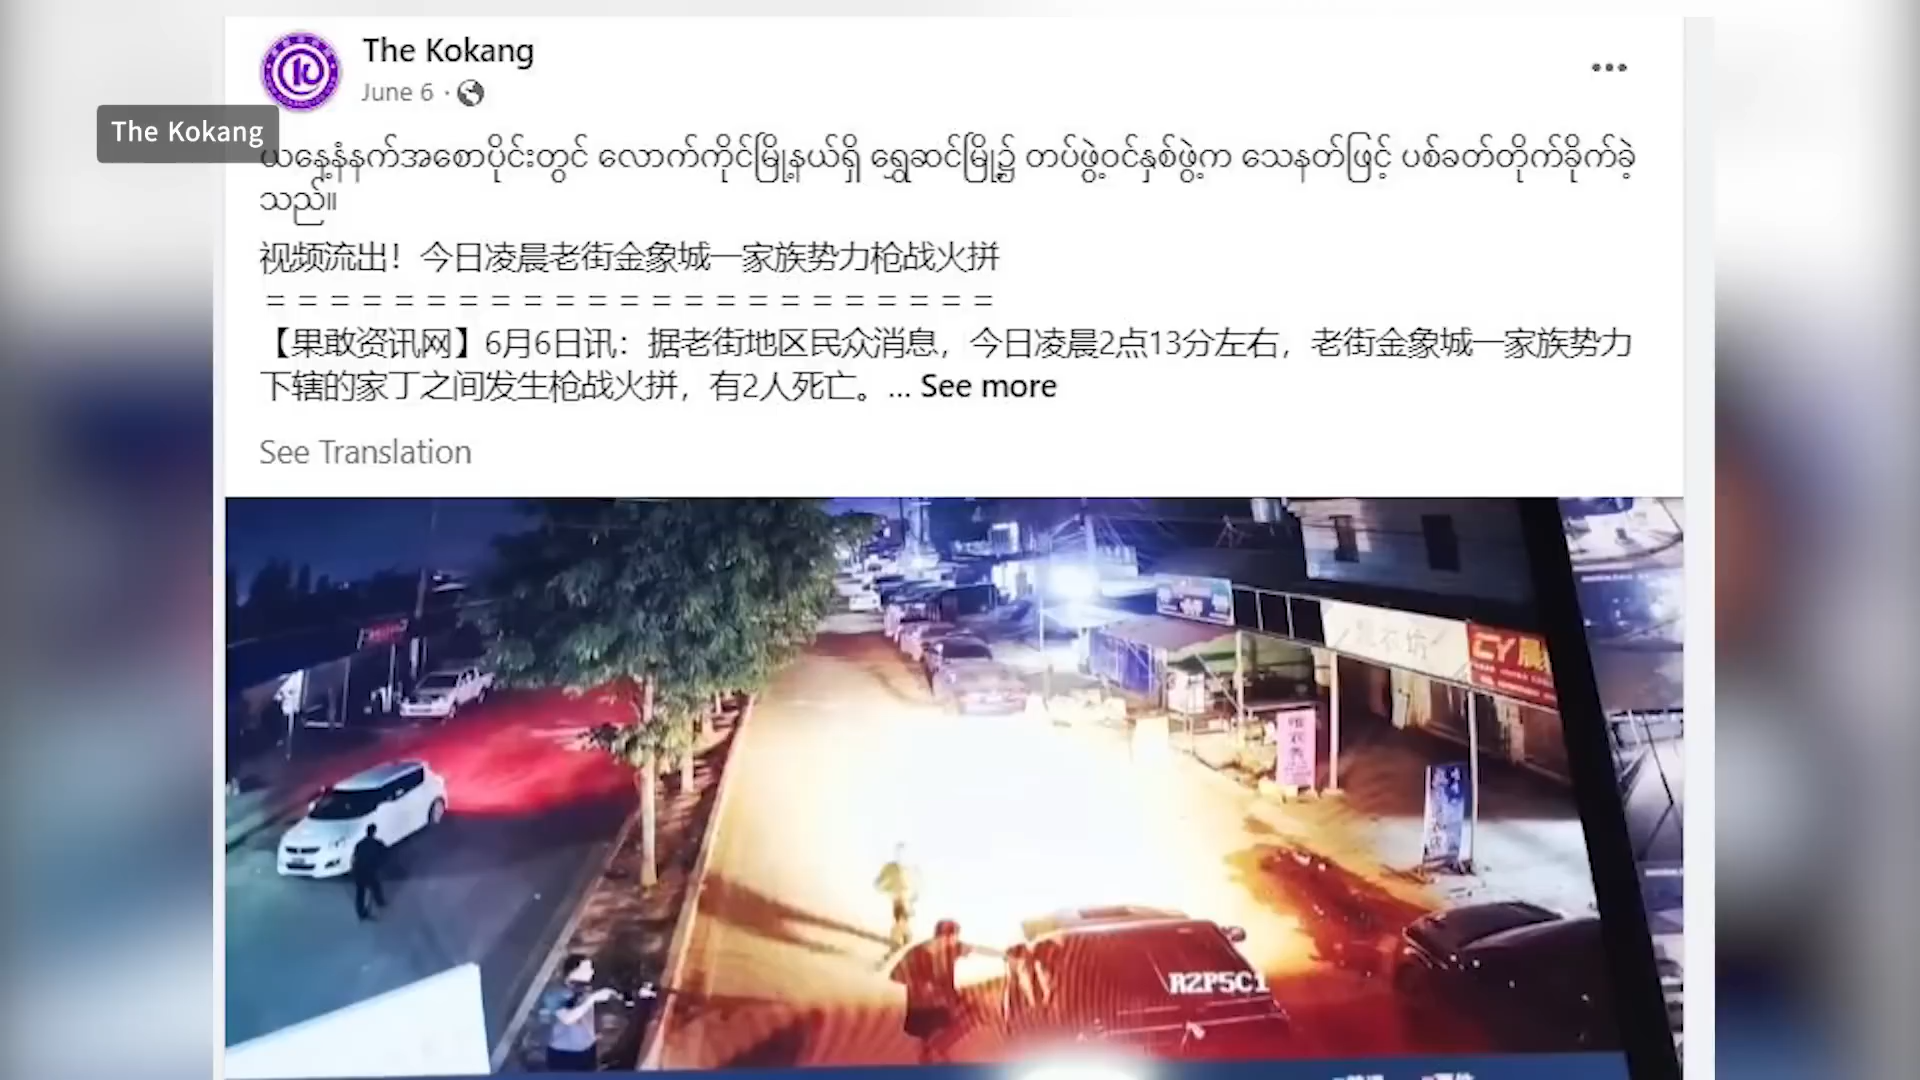 The Kokang
June 6 ·
The Kokang
ယနေ့နံနက်အစောပိုင်းတွင် လောက်ကိုင်မြို့နယ်ရှိ ရွှေဆင်မြို့၌ တပ်ဖွဲ့ဝင်နှစ်ဖွဲ့က သေနတ်ဖြင့် ပစ်ခတ်တိုက်ခိုက်ခဲ့
သည်။
视频流出！今日凌晨老街金象城一家族势力枪战火拼
= = = = = = = = = = = = = = = = = = = = = = =
【果敢资讯网】6月6日讯：据老街地区民众消息，今日凌晨2点13分左右，老街金象城一家族势力
下辖的家丁之间发生枪战火拼，有2人死亡。... See more
See Translation
CY
R2P5C1